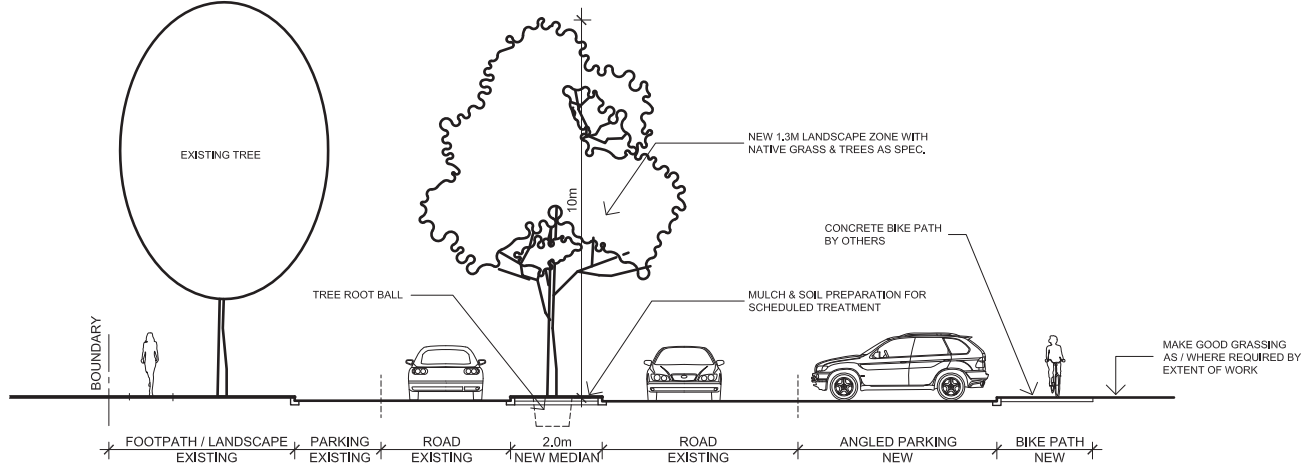 EXISTING TREE
10m
NEW 1.3M LANDSCAPE ZONE WITH
NATIVE GRASS & TREES AS SPEC.
CONCRETE BIKE PATH
BY OTHERS
TREE ROOT BALL
MULCH & SOIL PREPARATION FOR
SCHEDULED TREATMENT
BOUNDARY
MAKE GOOD GRASSING
AS / WHERE REQUIRED BY
EXTENT OF WORK
FOOTPATH / LANDSCAPE
EXISTING
PARKING
EXISTING
ROAD
EXISTING
2.0m
NEW MEDIAN
ROAD
EXISTING
ANGLED PARKING
NEW
BIKE PATH
NEW